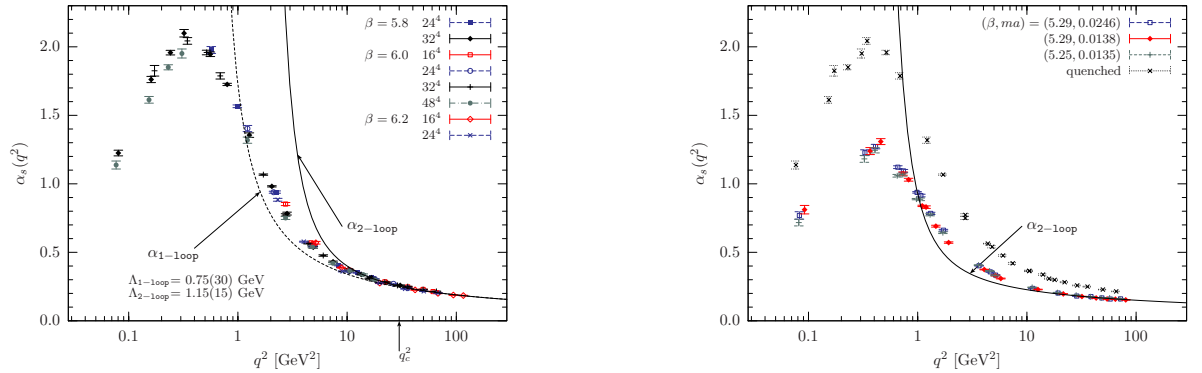 2.0
1.5
1.0
0.5
0.0
α_s(q²)
0.1
1
10
100
q² [GeV²]
q_c²
β = 5.8 24⁴
32⁴
β = 6.0 16⁴
24⁴
32⁴
48⁴
β = 6.2 16⁴
24⁴
α_2−loop
α_1−loop
Λ_1−loop = 0.75(30) GeV
Λ_2−loop = 1.15(15) GeV
2.0
1.5
1.0
0.5
0.0
α_s(q²)
0.1
1
10
100
q² [GeV²]
(β, ma) = (5.29, 0.0246)
(5.29, 0.0138)
(5.25, 0.0135)
quenched
α_2−loop